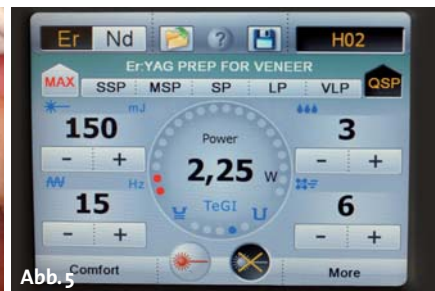 Er Nd ? H02
Er:YAG PREP FOR VENEER
MAX SSP MSP SP LP VLP QSP
mJ
150 Power 3
- + 2,25 W - +
Hz
15 TeGI 6
- + - +
Comfort More
Abb.5